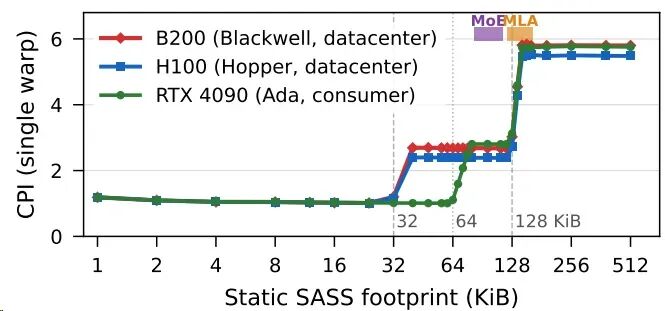 MoE MLA
B200 (Blackwell, datacenter)
H100 (Hopper, datacenter)
RTX 4090 (Ada, consumer)
CPI (single warp)
6
4
2
0
32 64 128 KiB
1 2 4 8 16 32 64 128 256 512
Static SASS footprint (KiB)